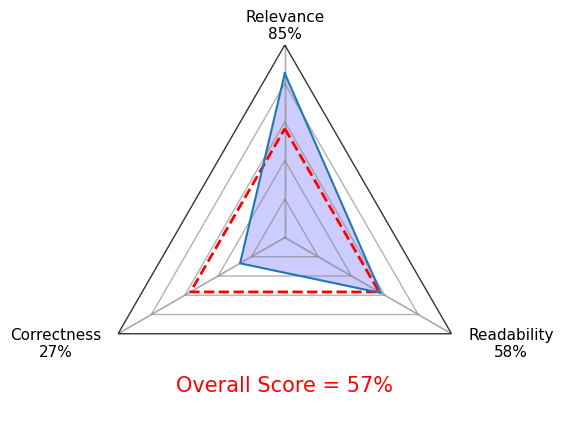 Relevance
85%
Correctness
27%
Readability
58%
Overall Score = 57%